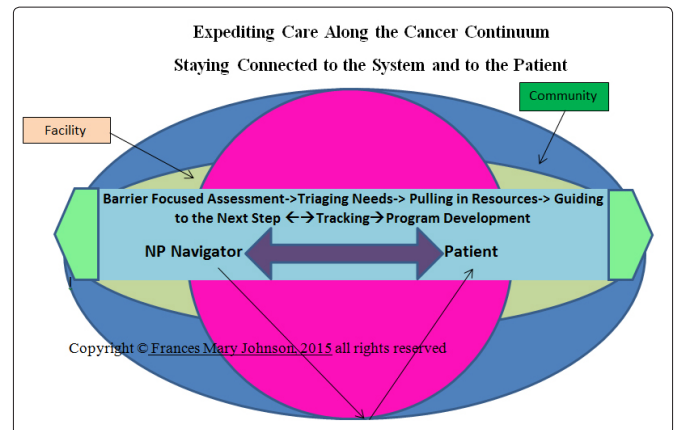 Expediting Care Along the Cancer Continuum
Staying Connected to the System and to the Patient
Community
Facility
Barrier Focused Assessment->Triaging Needs-> Pulling in Resources-> Guiding
to the Next Step ←→Tracking→Program Development
NP Navigator
Patient
Copyright © Frances Mary Johnson, 2015 all rights reserved